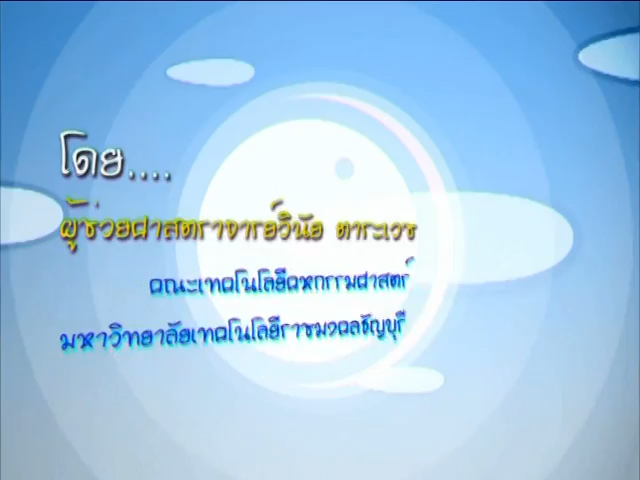 โดย....
ผู้ช่วยศาสตราจารย์วินัย ตาระเวช
คณะเทคโนโลยีคหกรรมศาสตร์
มหาวิทยาลัยเทคโนโลยีราชมงคลธัญบุรี